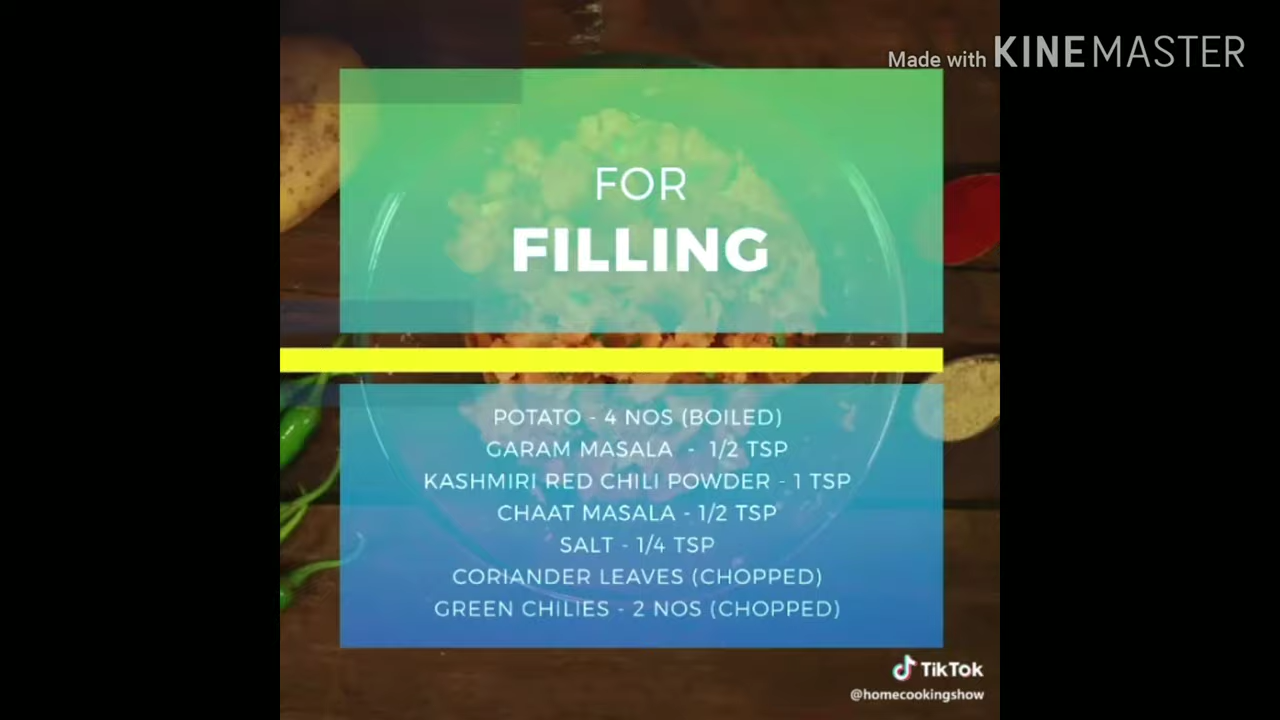 Made with KINEMASTER
FOR
FILLING
POTATO - 4 NOS (BOILED)
GARAM MASALA - 1/2 TSP
KASHMIRI RED CHILI POWDER - 1 TSP
CHAAT MASALA - 1/2 TSP
SALT - 1/4 TSP
CORIANDER LEAVES (CHOPPED)
GREEN CHILIES - 2 NOS (CHOPPED)
TikTok
@homecookingshow